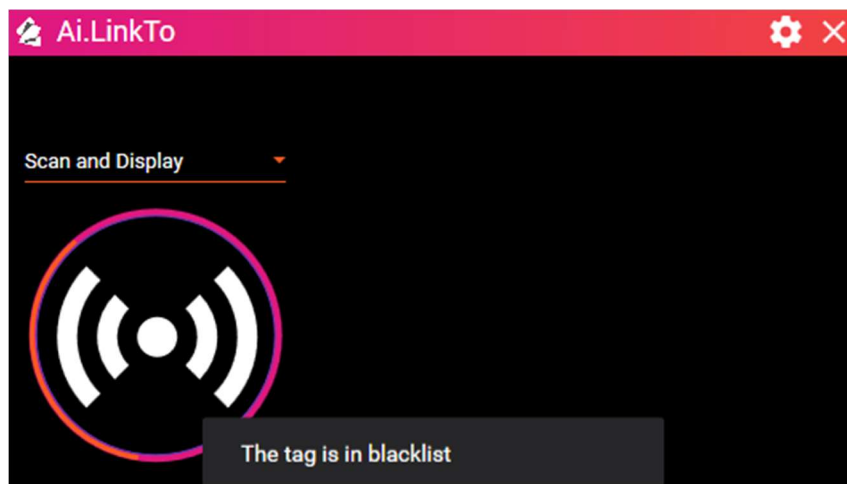 Ai.LinkTo
Scan and Display
The tag is in blacklist